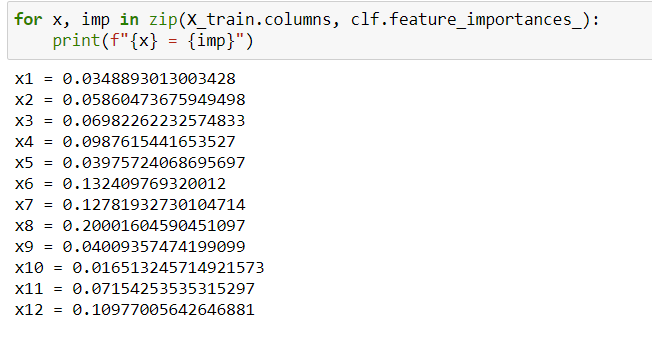 for x, imp in zip(X_train.columns, clf.feature_importances_):
    print(f"{x} = {imp}")
x1 = 0.0348893013003428
x2 = 0.05860473675949498
x3 = 0.06982262232574833
x4 = 0.0987615441653527
x5 = 0.03975724068695697
x6 = 0.132409769320012
x7 = 0.12781932730104714
x8 = 0.20001604590451097
x9 = 0.04009357474199099
x10 = 0.016513245714921573
x11 = 0.07154253535315297
x12 = 0.10977005642646881